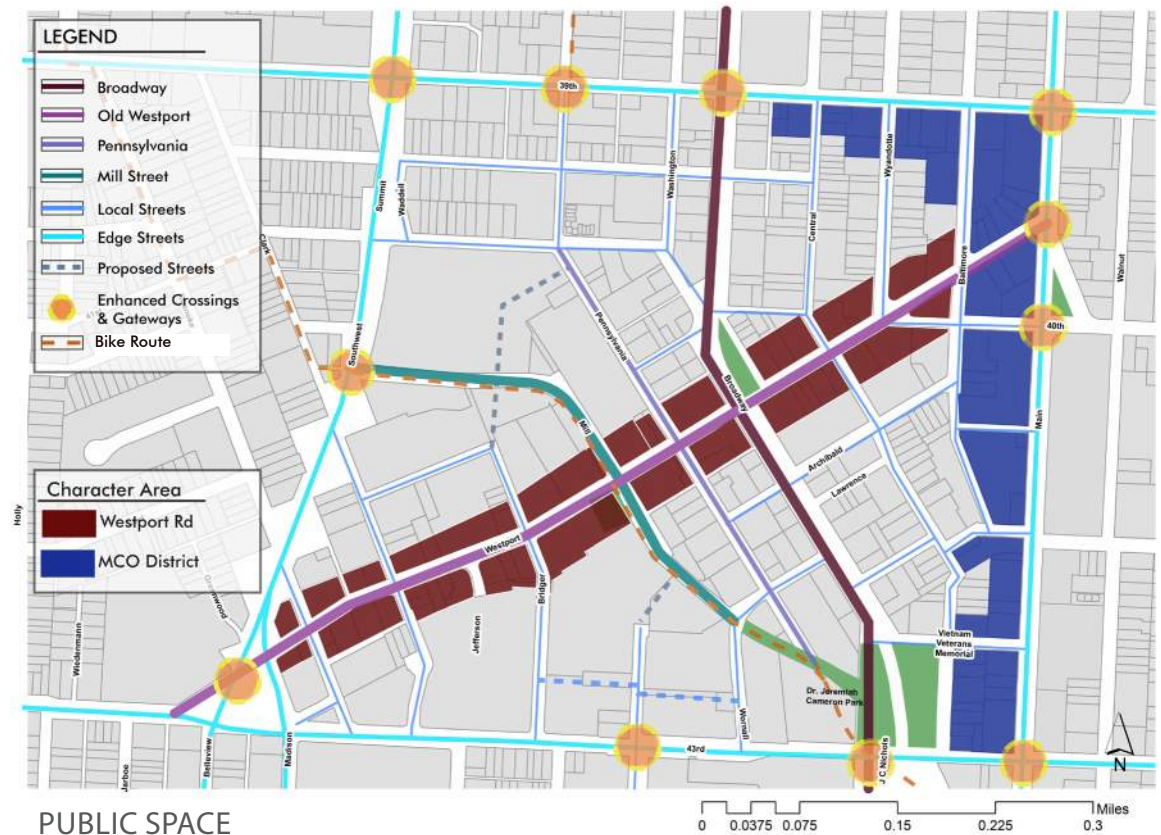 LEGEND
Broadway
Old Westport
Pennsylvania
Mill Street
Local Streets
Edge Streets
Proposed Streets
Enhanced Crossings
& Gateways
Bike Route
Character Area
Westport Rd
MCO District
39th
Summit
Waddell
Washington
Central
Wyandotte
Baltimore
Walnut
Clark
Southwest
Pennsylvania
Broadway
40th
Main
Mill
Archibald
Lawrence
Holly
Westport
Bridger
Jefferson
Wiedenmann
Vietnam
Veterans
Memorial
Dr. Jeremiah
Cameron Park
Wornall
43rd
J C Nichols
Jarboe
Belleview
Madison
N
PUBLIC SPACE
Miles
0 0.0375 0.075 0.15 0.225 0.3